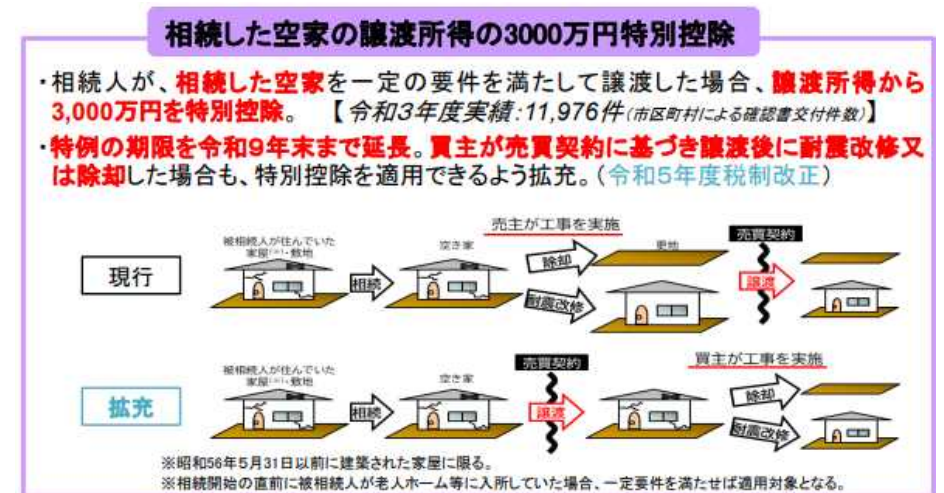 相続した空家の譲渡所得の3000万円特別控除
・相続人が、相続した空家を一定の要件を満たして譲渡した場合、譲渡所得から
3,000万円を特別控除。 【令和3年度実績:11,976件(市区町村による確認書交付件数)】
・特例の期限を令和9年末まで延長。買主が売買契約に基づき譲渡後に耐震改修又
は除却した場合も、特別控除を適用できるよう拡充。(令和5年度税制改正)
現行
被相続人が住んでいた
家屋(※)・敷地
相続
空き家
売主が工事を実施
除却
耐震改修
更地
売買契約
譲渡
拡充
被相続人が住んでいた
家屋(※)・敷地
相続
空き家
売買契約
譲渡
買主が工事を実施
除却
耐震改修
※昭和56年5月31日以前に建築された家屋に限る。
※相続開始の直前に被相続人が老人ホーム等に入所していた場合、一定要件を満たせば適用対象となる。